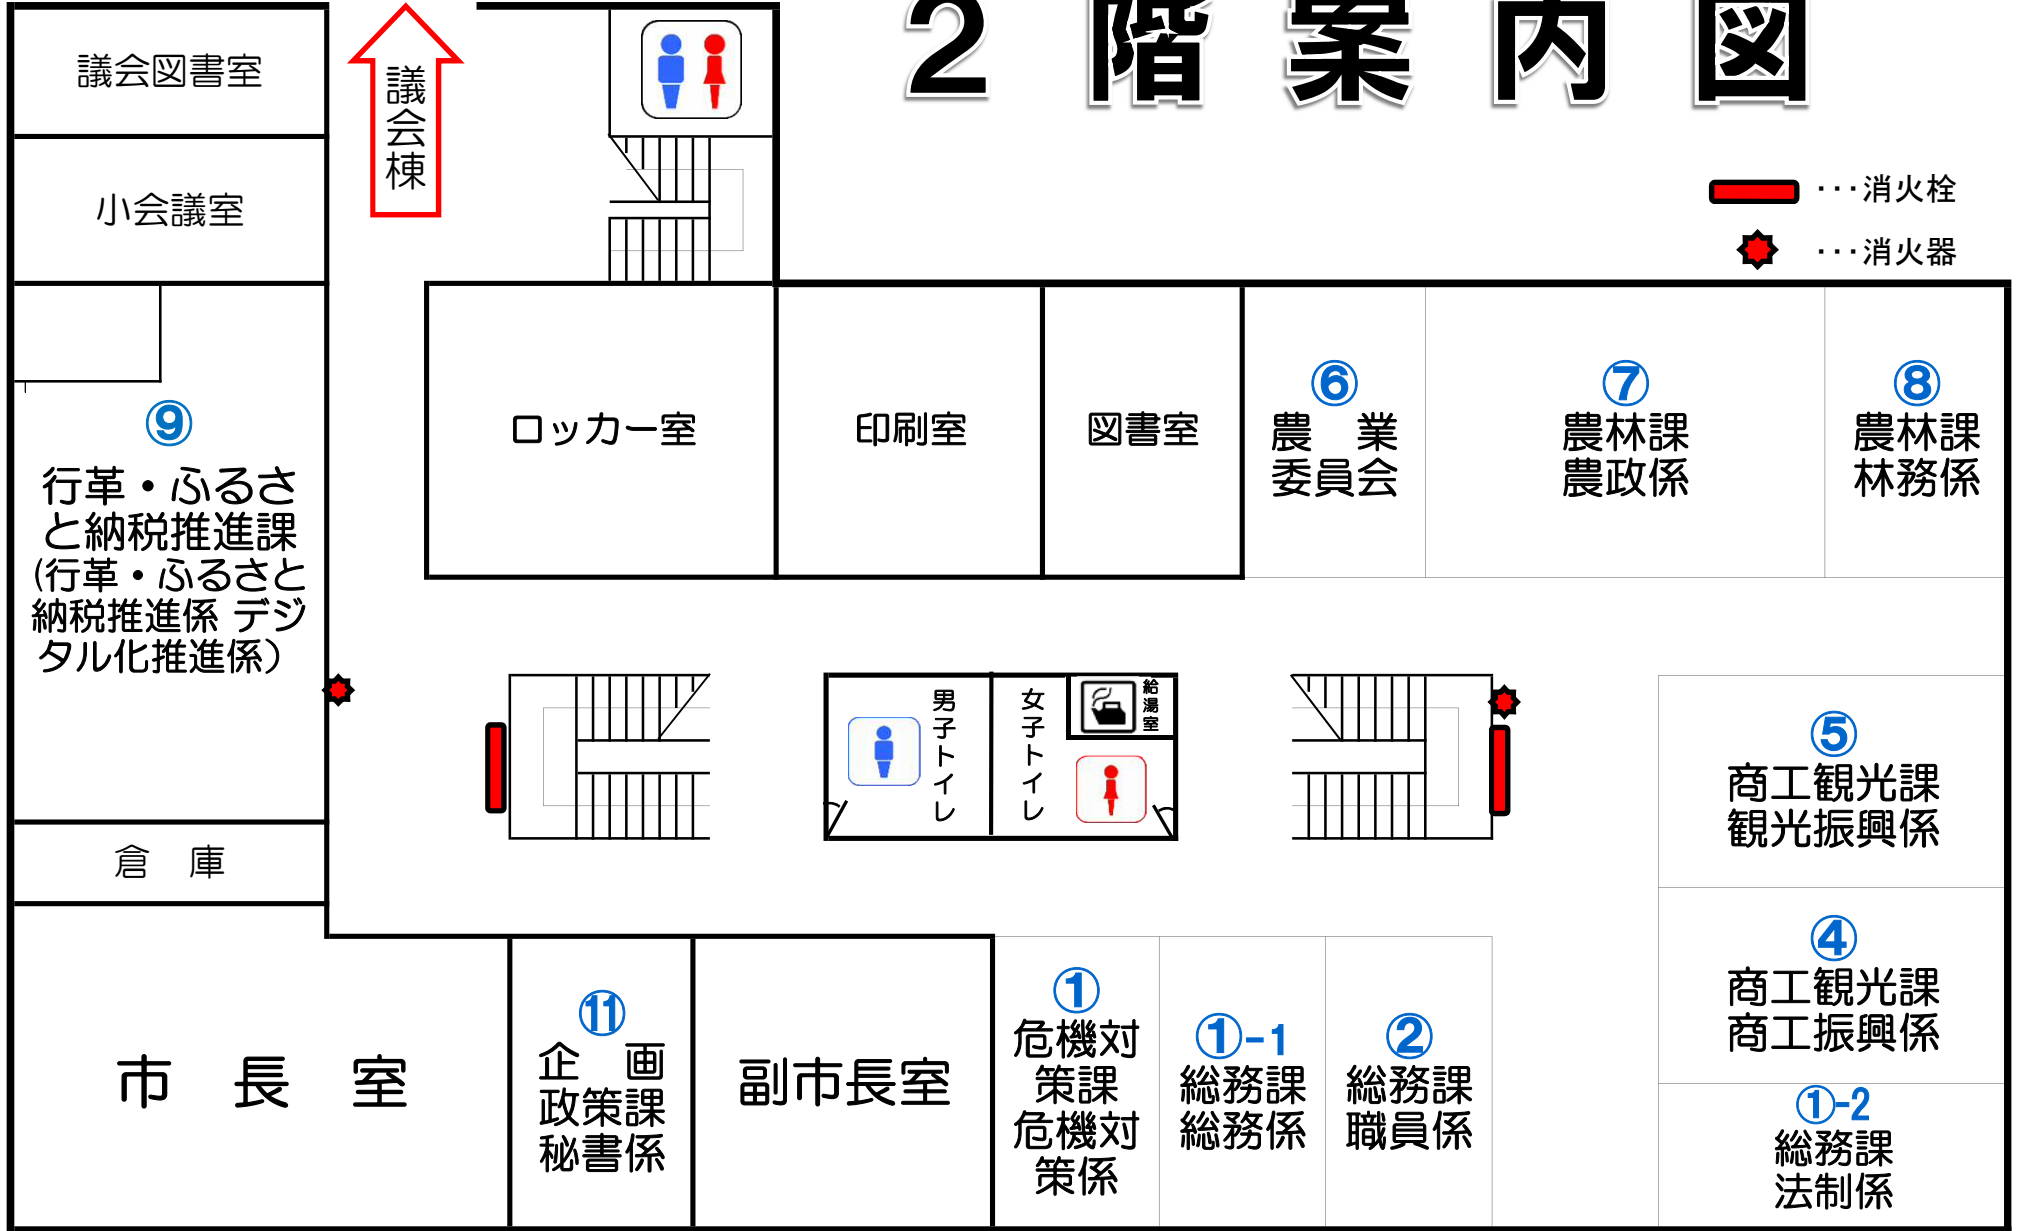 2階案内図
議会図書室
議会棟
小会議室
･･･消火栓
･･･消火器
⑨
行革・ふるさ
と納税推進課
(行革・ふるさと
納税推進係 デジ
タル化推進係)
ロッカー室
印刷室
図書室
⑥
農　業
委員会
⑦
農林課
農政係
⑧
農林課
林務係
男子トイレ
女子トイレ
給湯室
⑤
商工観光課
観光振興係
倉　庫
④
商工観光課
商工振興係
市　長　室
⑪
企　画
政策課
秘書係
副市長室
①
危機対
策課
危機対
策係
①-1
総務課
総務係
②
総務課
職員係
①-2
総務課
法制係